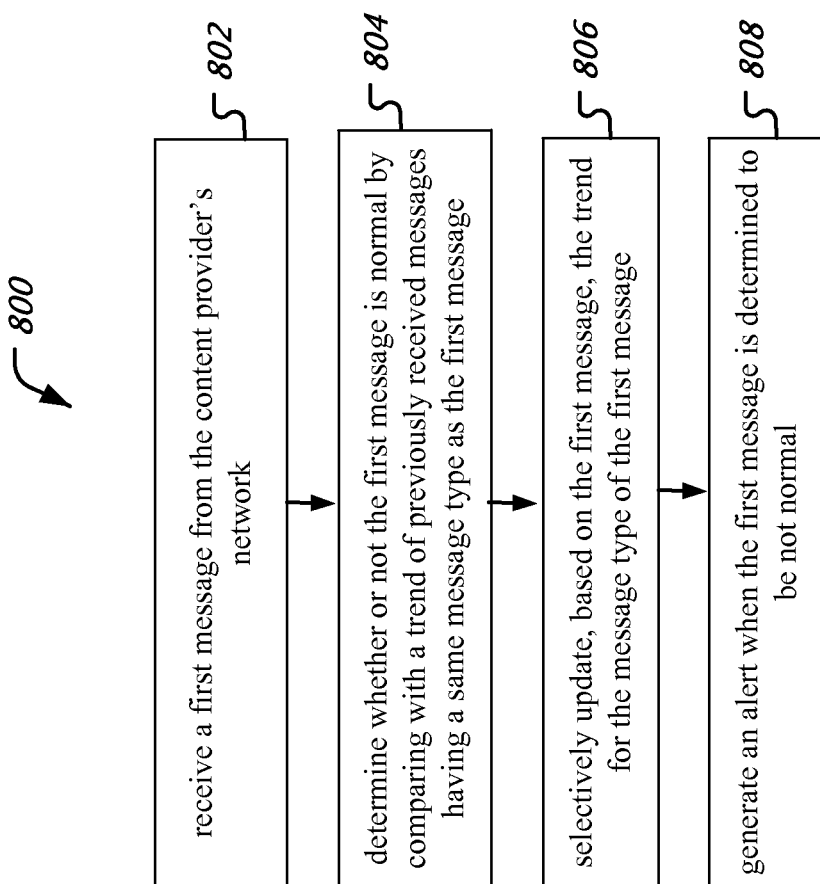 800
802
receive a first message from the content provider’s
network
804
determine whether or not the first message is normal by
comparing with a trend of previously received messages
having a same message type as the first message
806
selectively update, based on the first message, the trend
for the message type of the first message
808
generate an alert when the first message is determined to
be not normal